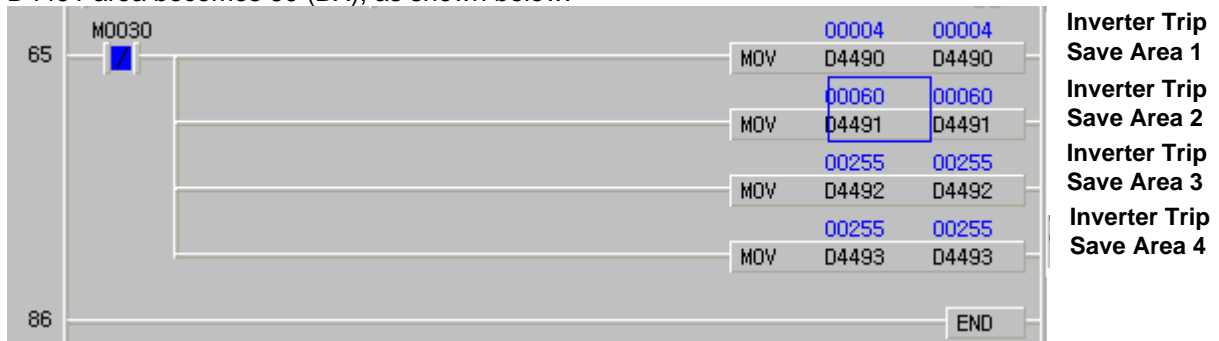 area becomes 60 as shown below
M0030 00004 00004 Inverter Trip
65 MOV D4490 D4490 Save Area 1
00060 00060 Inverter Trip
MOV D4491 D4491 Save Area 2
00255 00255 Inverter Trip
MOV D4492 D4492 Save Area 3
00255 00255 Inverter Trip
MOV D4493 D4493 Save Area 4
86 END